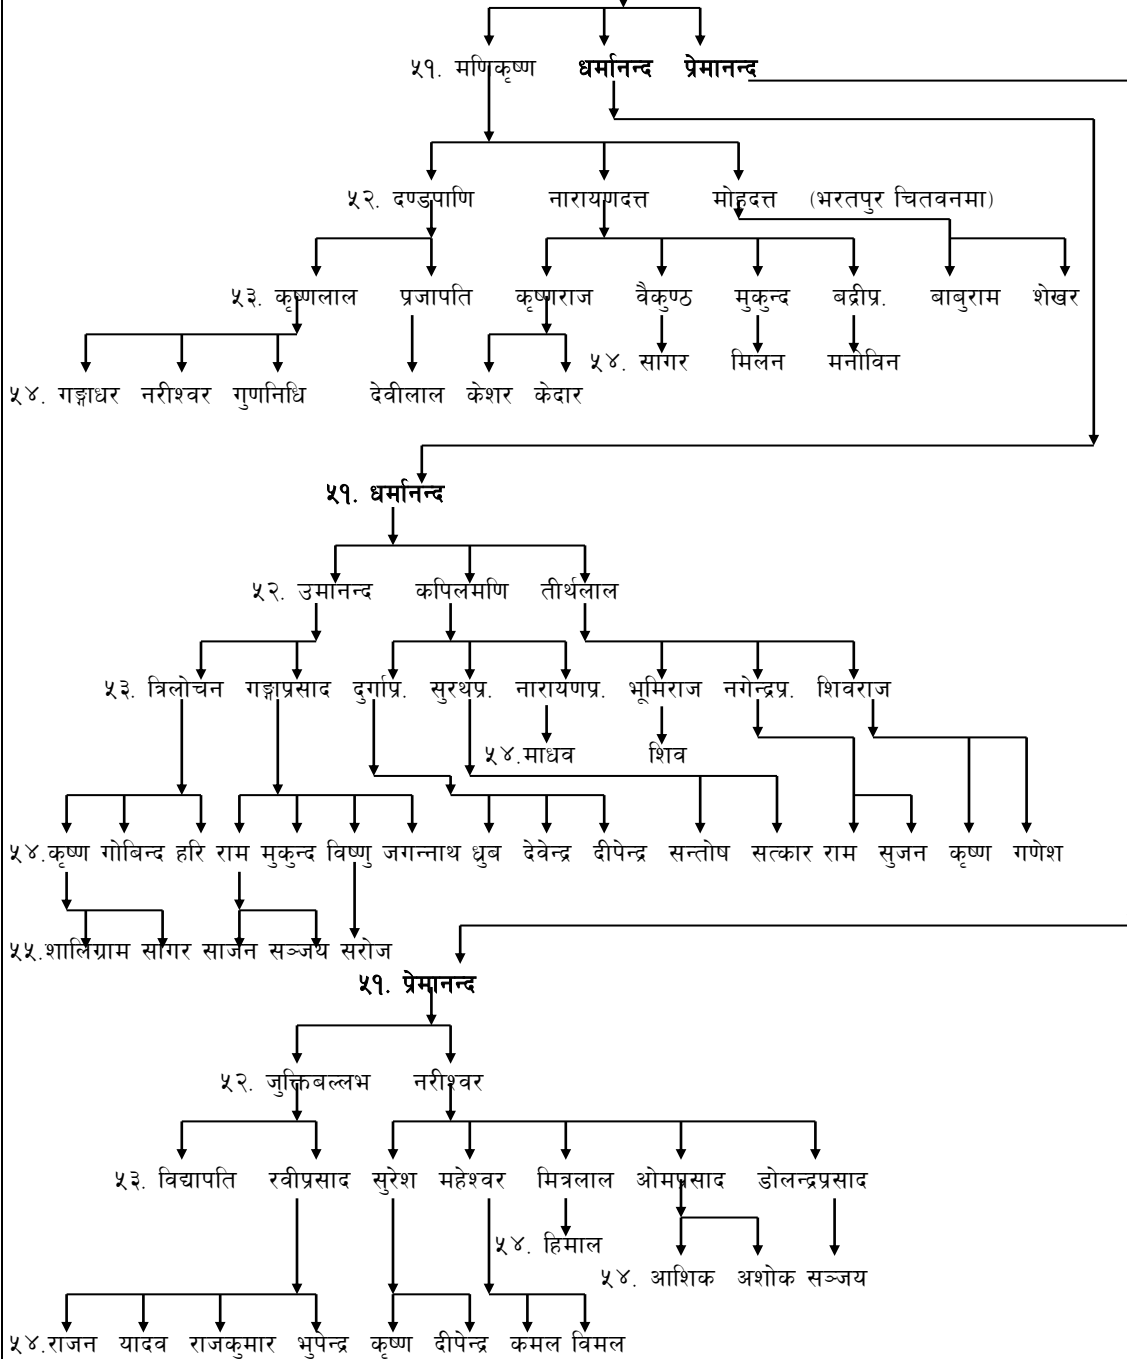 ५१. मणिकृष्ण धर्मानन्द प्रेमानन्द
५२. दण्डपाणि नारायणदत्त मोहदत्त (भरतपुर चितवनमा)
५३. कृष्णलाल प्रजापति कृष्णराज वैकुण्ठ मुकुन्द बद्रीप्र. बाबुराम शेखर
५४. सागर मिलन मनोविन
५४. गङ्गाधर नरीश्वर गुणनिधि देवीलाल केशर केदार
५१. धर्मानन्द
५२. उमानन्द कपिलमणि तीर्थलाल
५३. त्रिलोचन गङ्गाप्रसाद दुर्गाप्र. सुरथप्र. नारायणप्र. भूमिराज नगेन्द्रप्र. शिवराज
५४.माधव शिव
५४.कृष्ण गोबिन्द हरि राम मुकुन्द विष्णु जगन्नाथ ध्रुब देवेन्द्र दीपेन्द्र सन्तोष सत्कार राम सुजन कृष्ण गणेश
५५.शालिग्राम सागर साजन सञ्जय सरोज
५१. प्रेमानन्द
५२. जुक्तिबल्लभ नरीश्वर
५३. विद्यापति रवीप्रसाद सुरेश महेश्वर मित्रलाल ओमप्रसाद डोलन्द्रप्रसाद
५४. हिमाल
५४. आशिक अशोक सञ्जय
५४.राजन यादव राजकुमार भुपेन्द्र कृष्ण दीपेन्द्र कमल विमल